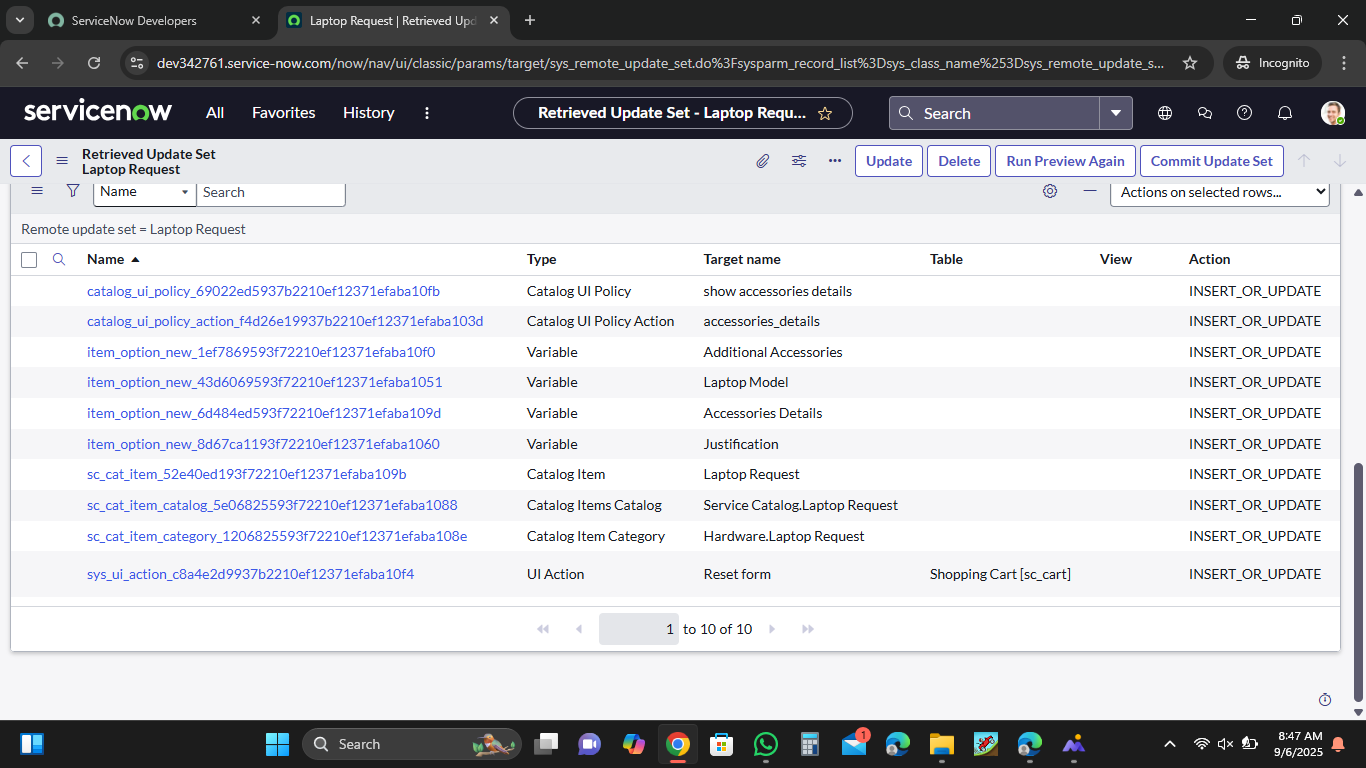 ServiceNow Developers
Laptop Request | Retrieved Upd
dev342761.service-now.com/now/nav/ui/classic/params/target/sys_remote_update_set.do%3Fsysparm_record_list%3Dsys_class_name%253Dsys_remote_update_s...
Incognito
servicenow All Favorites History Retrieved Update Set - Laptop Requ... Search
Retrieved Update Set
Laptop Request
Update Delete Run Preview Again Commit Update Set
Name Search Actions on selected rows...
Remote update set = Laptop Request
Name Type Target name Table View Action
catalog_ui_policy_69022ed5937b2210ef12371efaba10fb Catalog UI Policy show accessories details INSERT_OR_UPDATE
catalog_ui_policy_action_f4d26e19937b2210ef12371efaba103d Catalog UI Policy Action accessories_details INSERT_OR_UPDATE
item_option_new_1ef7869593f72210ef12371efaba10f0 Variable Additional Accessories INSERT_OR_UPDATE
item_option_new_43d6069593f72210ef12371efaba1051 Variable Laptop Model INSERT_OR_UPDATE
item_option_new_6d484ed593f72210ef12371efaba109d Variable Accessories Details INSERT_OR_UPDATE
item_option_new_8d67ca1193f72210ef12371efaba1060 Variable Justification INSERT_OR_UPDATE
sc_cat_item_52e40ed193f72210ef12371efaba109b Catalog Item Laptop Request INSERT_OR_UPDATE
sc_cat_item_catalog_5e06825593f72210ef12371efaba1088 Catalog Items Catalog Service Catalog.Laptop Request INSERT_OR_UPDATE
sc_cat_item_category_1206825593f72210ef12371efaba108e Catalog Item Category Hardware.Laptop Request INSERT_OR_UPDATE
sys_ui_action_c8a4e2d9937b2210ef12371efaba10f4 UI Action Reset form Shopping Cart [sc_cart] INSERT_OR_UPDATE
1 to 10 of 10
Search
1
8:47 AM
9/6/2025